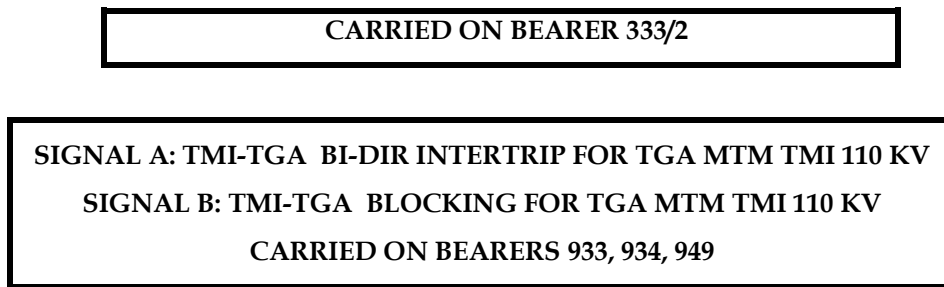 CARRIED ON BEARER 333/2
SIGNAL A: TMI-TGA BI-DIR INTERTRIP FOR TGA MTM TMI 110 KV
SIGNAL B: TMI-TGA BLOCKING FOR TGA MTM TMI 110 KV
CARRIED ON BEARERS 933, 934, 949